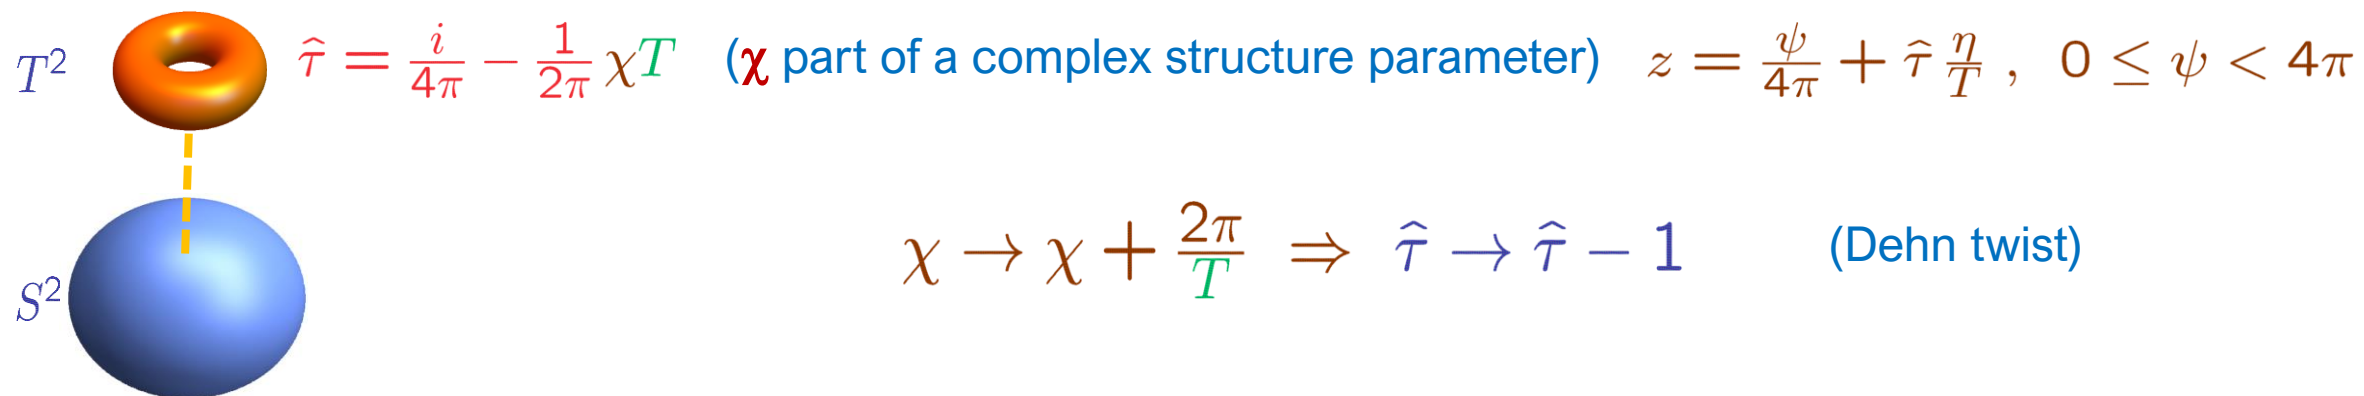 T² τ̂ = i/4π − 1/2π χT (χ part of a complex structure parameter) z = ψ/4π + τ̂ η/T , 0 ≤ ψ < 4π
χ → χ + 2π/T ⇒ τ̂ → τ̂ − 1 (Dehn twist)
S²